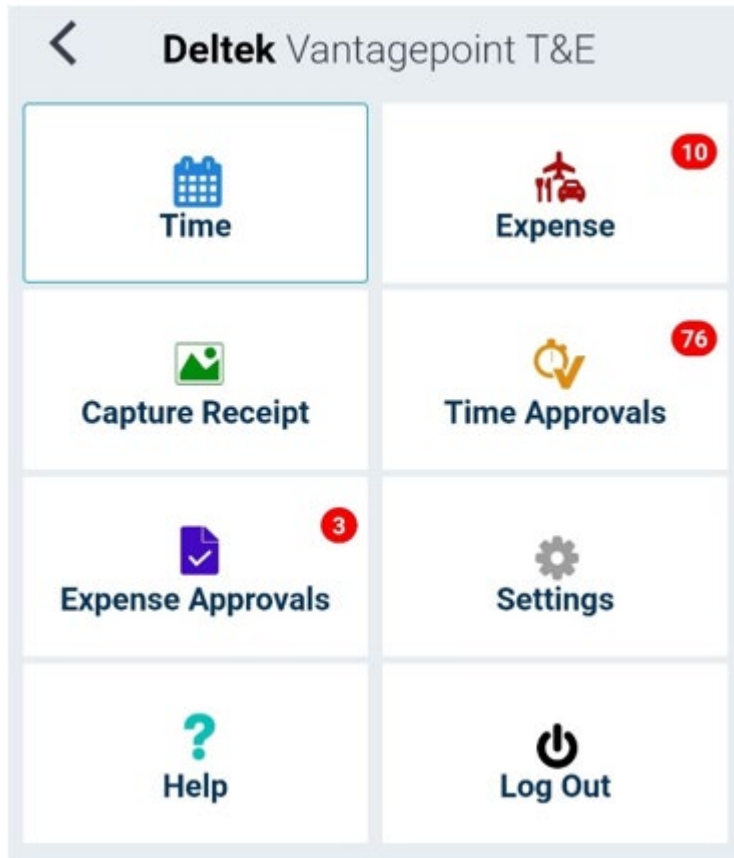 Deltek Vantagepoint T&E
Time
10
Expense
Capture Receipt
76
Time Approvals
3
Expense Approvals
Settings
?
Help
Log Out